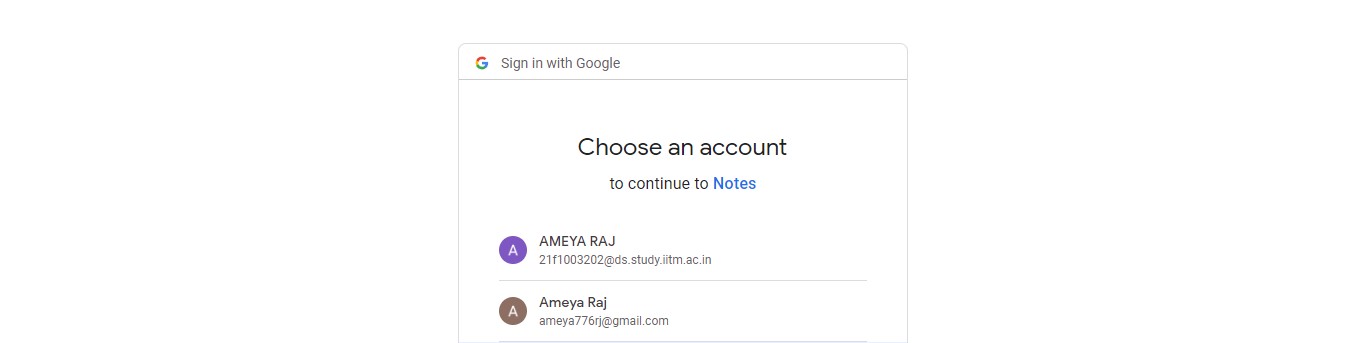 Sign in with Google
Choose an account
to continue to Notes
A
AMEYA RAJ
21f1003202@ds.study.iitm.ac.in
A
Ameya Raj
ameya776rj@gmail.com